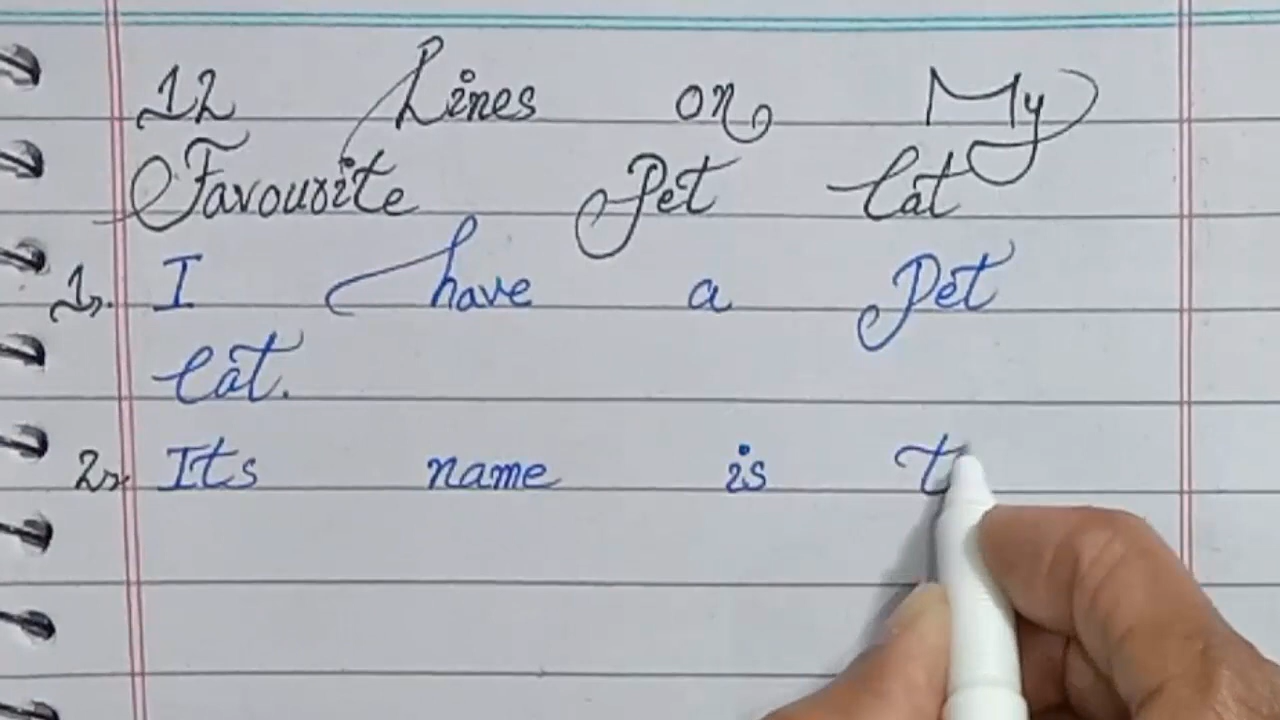 12 Lines on My
Favourite Pet Cat
1. I have a Pet
Cat.
2. Its name is t